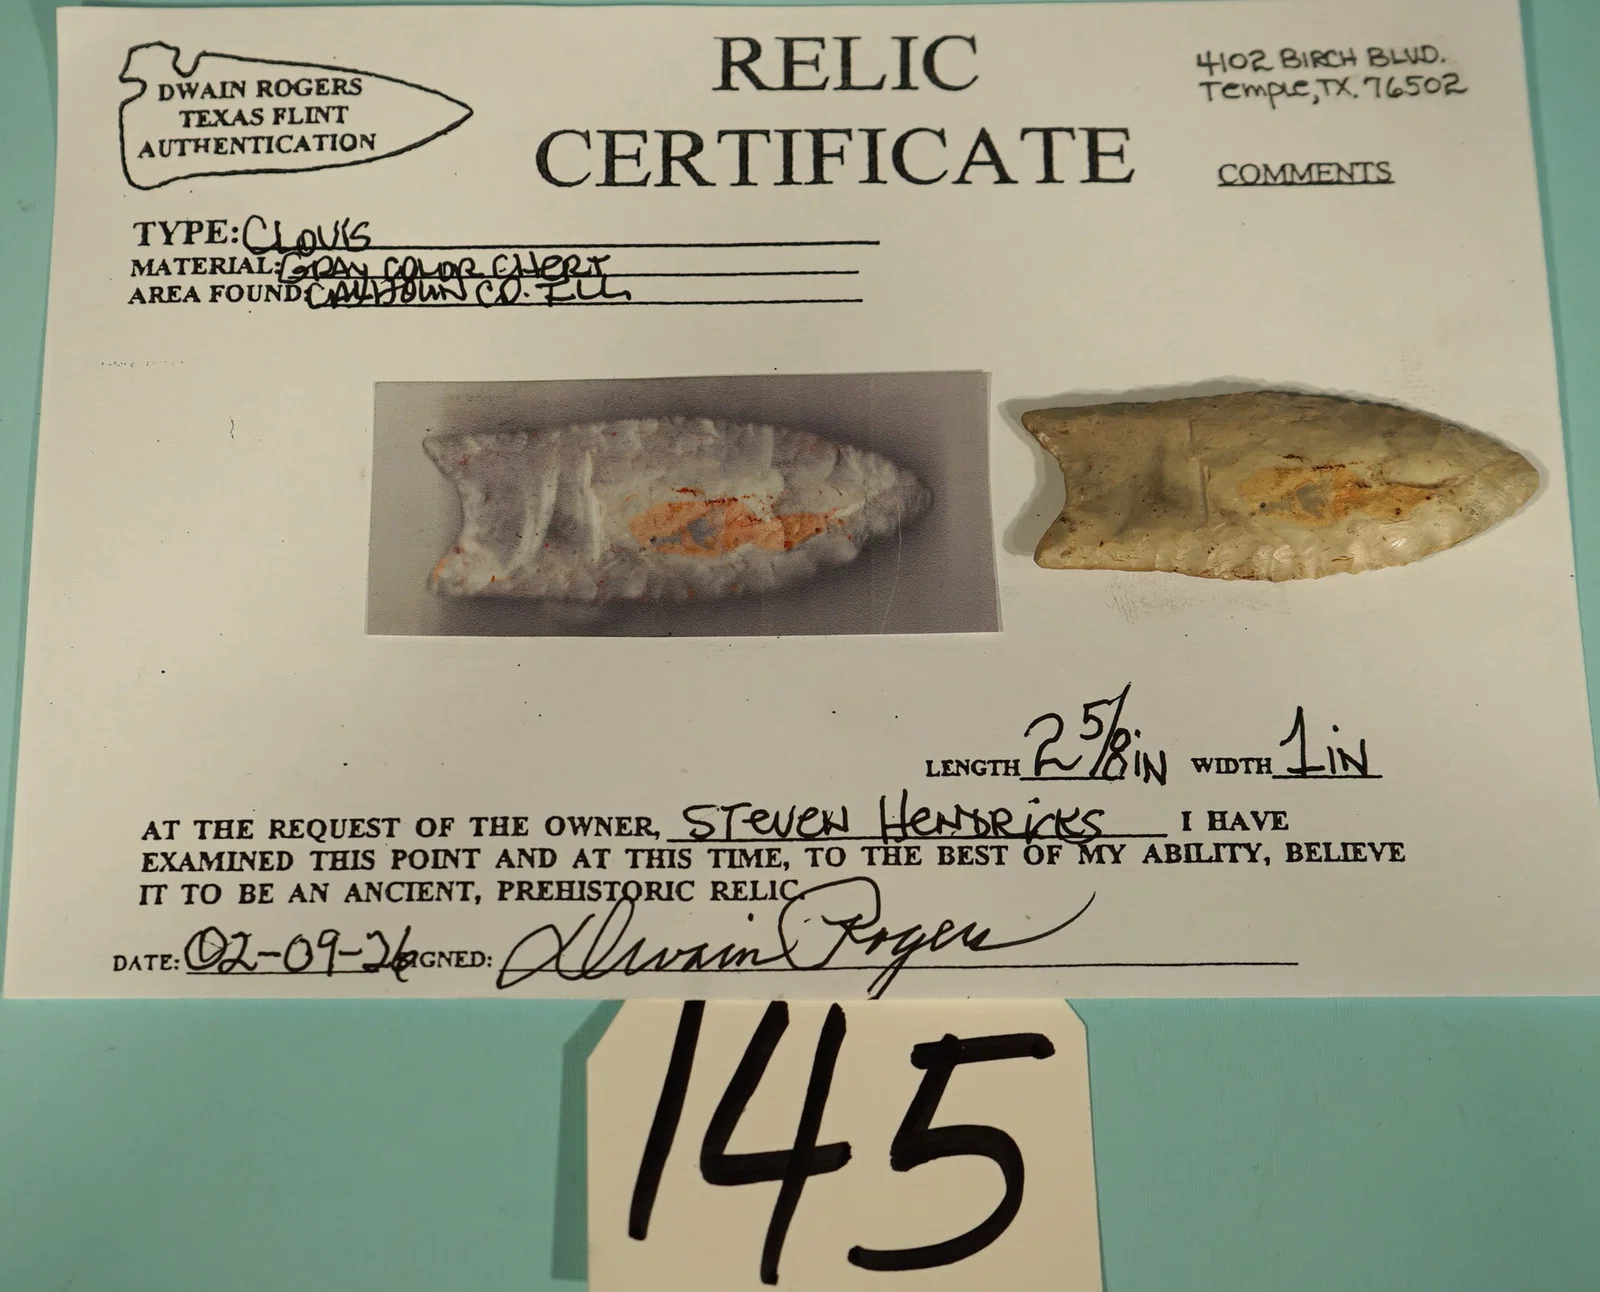 DWAIN ROGERS
TEXAS FLINT
AUTHENTICATION
RELIC
CERTIFICATE
4102 BIRCH BLVD.
Temple, TX. 76502
COMMENTS
TYPE: CLOVIS
MATERIAL: GRAY COLOR CHERT
AREA FOUND: CALHOUN CO. ILL
LENGTH 2 5/8 IN WIDTH 1 IN
AT THE REQUEST OF THE OWNER, STEVEN HENDRICKS I HAVE
EXAMINED THIS POINT AND AT THIS TIME, TO THE BEST OF MY ABILITY, BELIEVE
IT TO BE AN ANCIENT, PREHISTORIC RELIC.
DATE: 02-09-26 SIGNED: Dwain Rogers
145